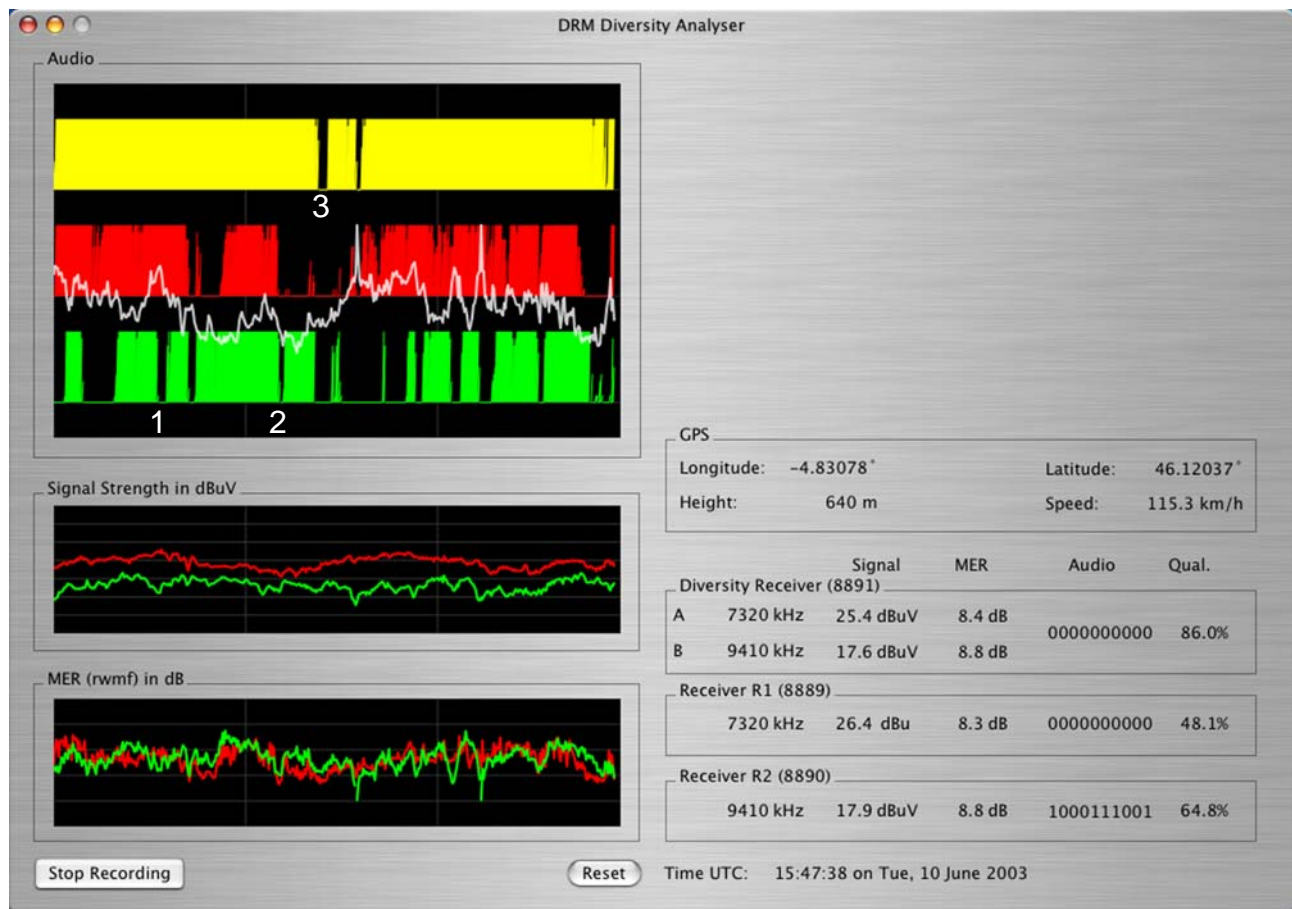 DRM Diversity Analyser
Audio
3
1 2
Signal Strength in dBuV
MER (rwmf) in dB
Stop Recording
Reset
GPS
Longitude: -4.83078° Latitude: 46.12037°
Height: 640 m Speed: 115.3 km/h
Signal MER Audio Qual.
Diversity Receiver (8891)
A 7320 kHz 25.4 dBuV 8.4 dB
0000000000 86.0%
B 9410 kHz 17.6 dBuV 8.8 dB
Receiver R1 (8889)
7320 kHz 26.4 dBu 8.3 dB 0000000000 48.1%
Receiver R2 (8890)
9410 kHz 17.9 dBuV 8.8 dB 1000111001 64.8%
Time UTC: 15:47:38 on Tue, 10 June 2003